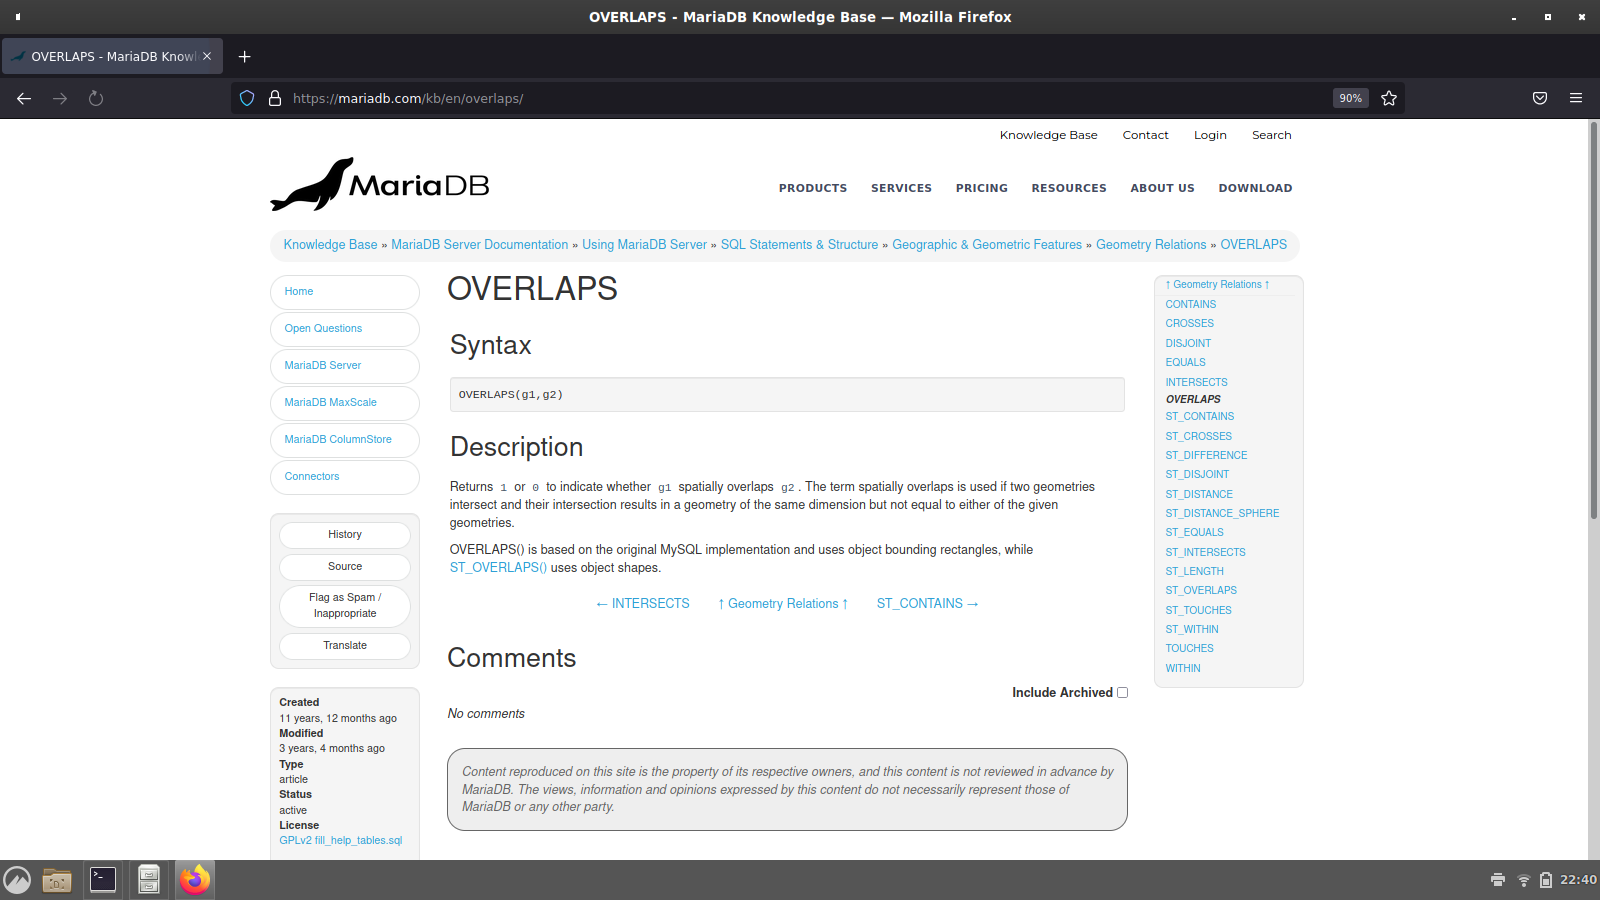 OVERLAPS - MariaDB Knowledge Base — Mozilla Firefox
OVERLAPS - MariaDB Knowl
https://mariadb.com/kb/en/overlaps/
90%
Knowledge Base Contact Login Search
MariaDB
PRODUCTS SERVICES PRICING RESOURCES ABOUT US DOWNLOAD
Knowledge Base » MariaDB Server Documentation » Using MariaDB Server » SQL Statements & Structure » Geographic & Geometric Features » Geometry Relations » OVERLAPS
Home
Open Questions
MariaDB Server
MariaDB MaxScale
MariaDB ColumnStore
Connectors
History
Source
Flag as Spam /
Inappropriate
Translate
Created
11 years, 12 months ago
Modified
3 years, 4 months ago
Type
article
Status
active
License
GPLv2 fill_help_tables.sql
OVERLAPS
Syntax
OVERLAPS(g1,g2)
Description
Returns 1 or 0 to indicate whether g1 spatially overlaps g2. The term spatially overlaps is used if two geometries
intersect and their intersection results in a geometry of the same dimension but not equal to either of the given
geometries.
OVERLAPS() is based on the original MySQL implementation and uses object bounding rectangles, while
ST_OVERLAPS() uses object shapes.
← INTERSECTS ↑ Geometry Relations ↑ ST_CONTAINS →
Comments
Include Archived
No comments
Content reproduced on this site is the property of its respective owners, and this content is not reviewed in advance by
MariaDB. The views, information and opinions expressed by this content do not necessarily represent those of
MariaDB or any other party.
↑ Geometry Relations ↑
CONTAINS
CROSSES
DISJOINT
EQUALS
INTERSECTS
OVERLAPS
ST_CONTAINS
ST_CROSSES
ST_DIFFERENCE
ST_DISJOINT
ST_DISTANCE
ST_DISTANCE_SPHERE
ST_EQUALS
ST_INTERSECTS
ST_LENGTH
ST_OVERLAPS
ST_TOUCHES
ST_WITHIN
TOUCHES
WITHIN
22:40